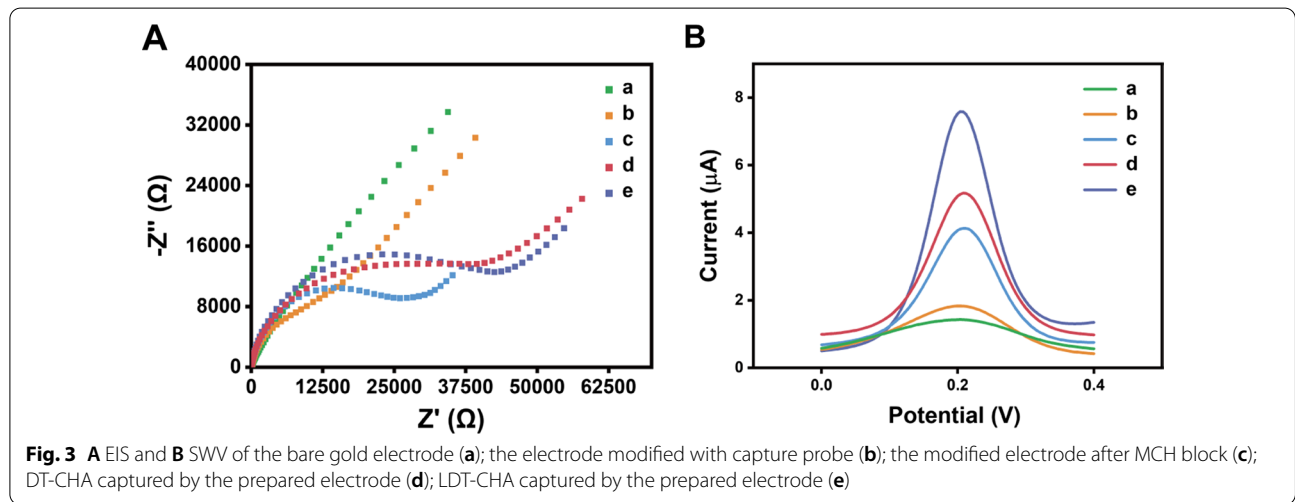 A
40000
32000
24000
16000
8000
0
-Z'' (Ω)
0 12500 25000 37500 50000 62500
Z' (Ω)
a
b
c
d
e
B
8
6
4
2
0
Current (μA)
0.0 0.2 0.4
Potential (V)
a
b
c
d
e
Fig. 3 A EIS and B SWV of the bare gold electrode (a); the electrode modified with capture probe (b); the modified electrode after MCH block (c);
DT-CHA captured by the prepared electrode (d); LDT-CHA captured by the prepared electrode (e)